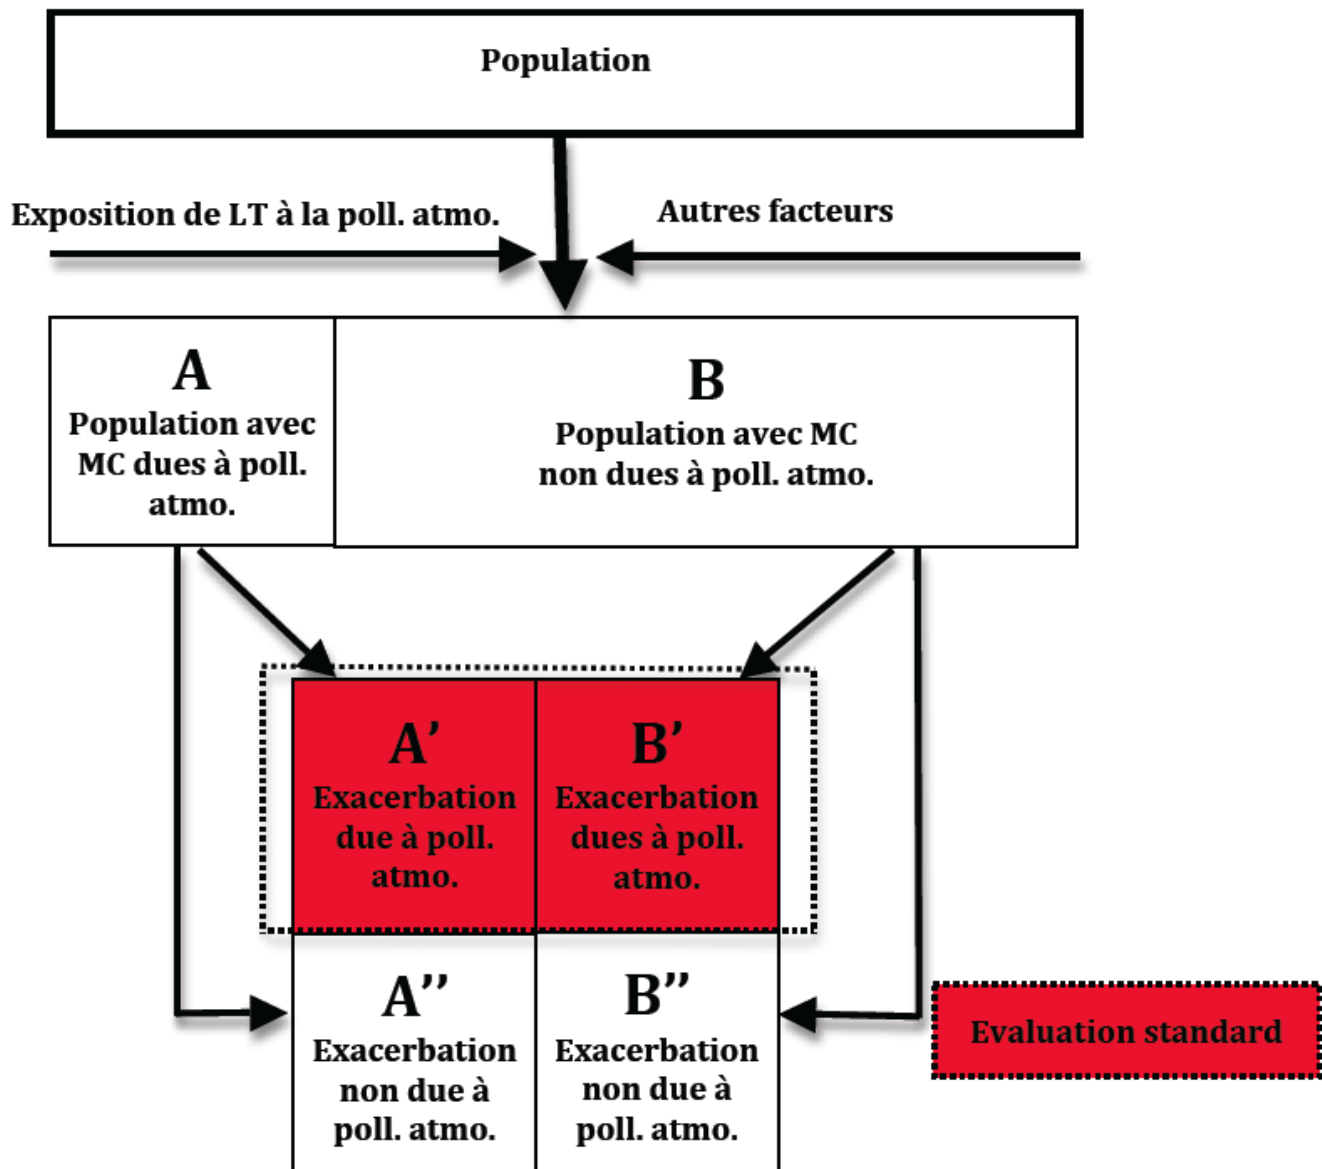 Population
Exposition de LT à la poll. atmo.
Autres facteurs
A
Population avec
MC dues à poll.
atmo.
B
Population avec MC
non dues à poll. atmo.
A’
Exacerbation
due à poll.
atmo.
B’
Exacerbation
dues à poll.
atmo.
A’’
Exacerbation
non due à
poll. atmo.
B’’
Exacerbation
non due à
poll. atmo.
Evaluation standard